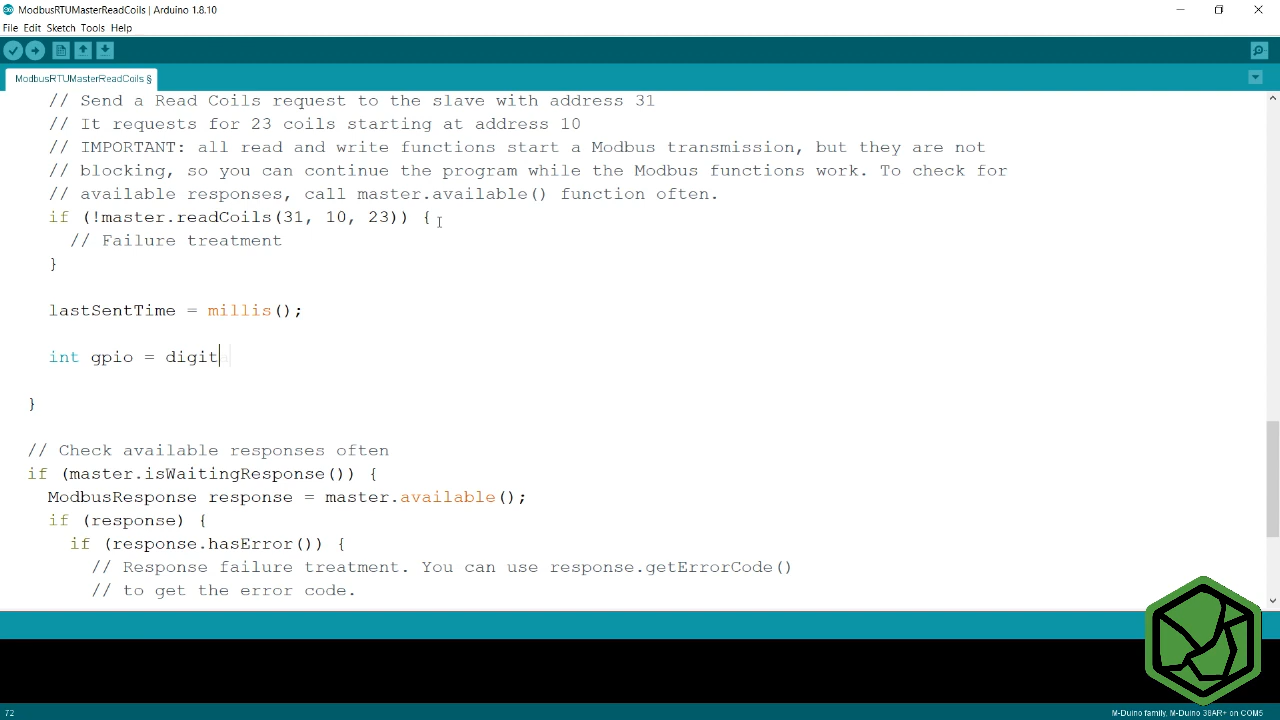 ModbusRTUMasterReadCoils | Arduino 1.8.10
File Edit Sketch Tools Help
ModbusRTUMasterReadCoils §
// Send a Read Coils request to the slave with address 31
// It requests for 23 coils starting at address 10
// IMPORTANT: all read and write functions start a Modbus transmission, but they are not
// blocking, so you can continue the program while the Modbus functions work. To check for
// available responses, call master.available() function often.
if (!master.readCoils(31, 10, 23)) {
// Failure treatment
}
lastSentTime = millis();
int gpio = digita
}
// Check available responses often
if (master.isWaitingResponse()) {
ModbusResponse response = master.available();
if (response) {
if (response.hasError()) {
// Response failure treatment. You can use response.getErrorCode()
// to get the error code.
72
M-Duino family, M-Duino 38AR+ on COM5